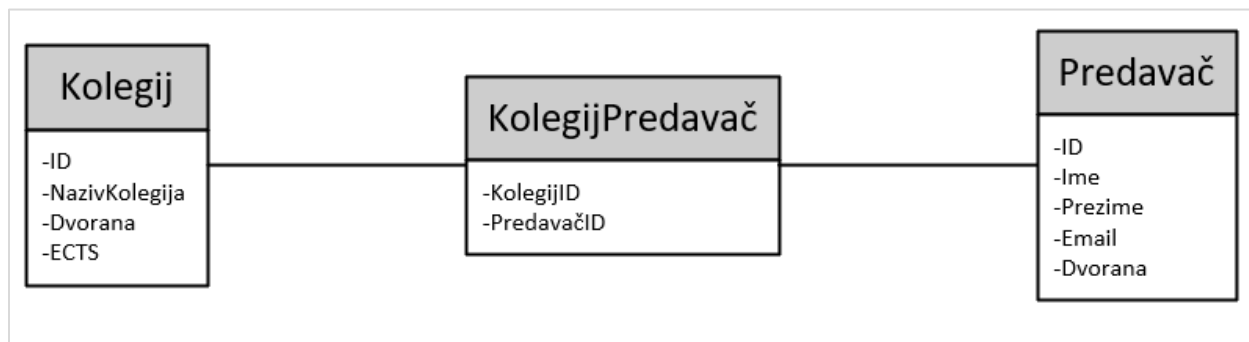 Kolegij
-ID
-NazivKolegija
-Dvorana
-ECTS
KolegijPredavač
-KolegijID
-PredavačID
Predavač
-ID
-Ime
-Prezime
-Email
-Dvorana